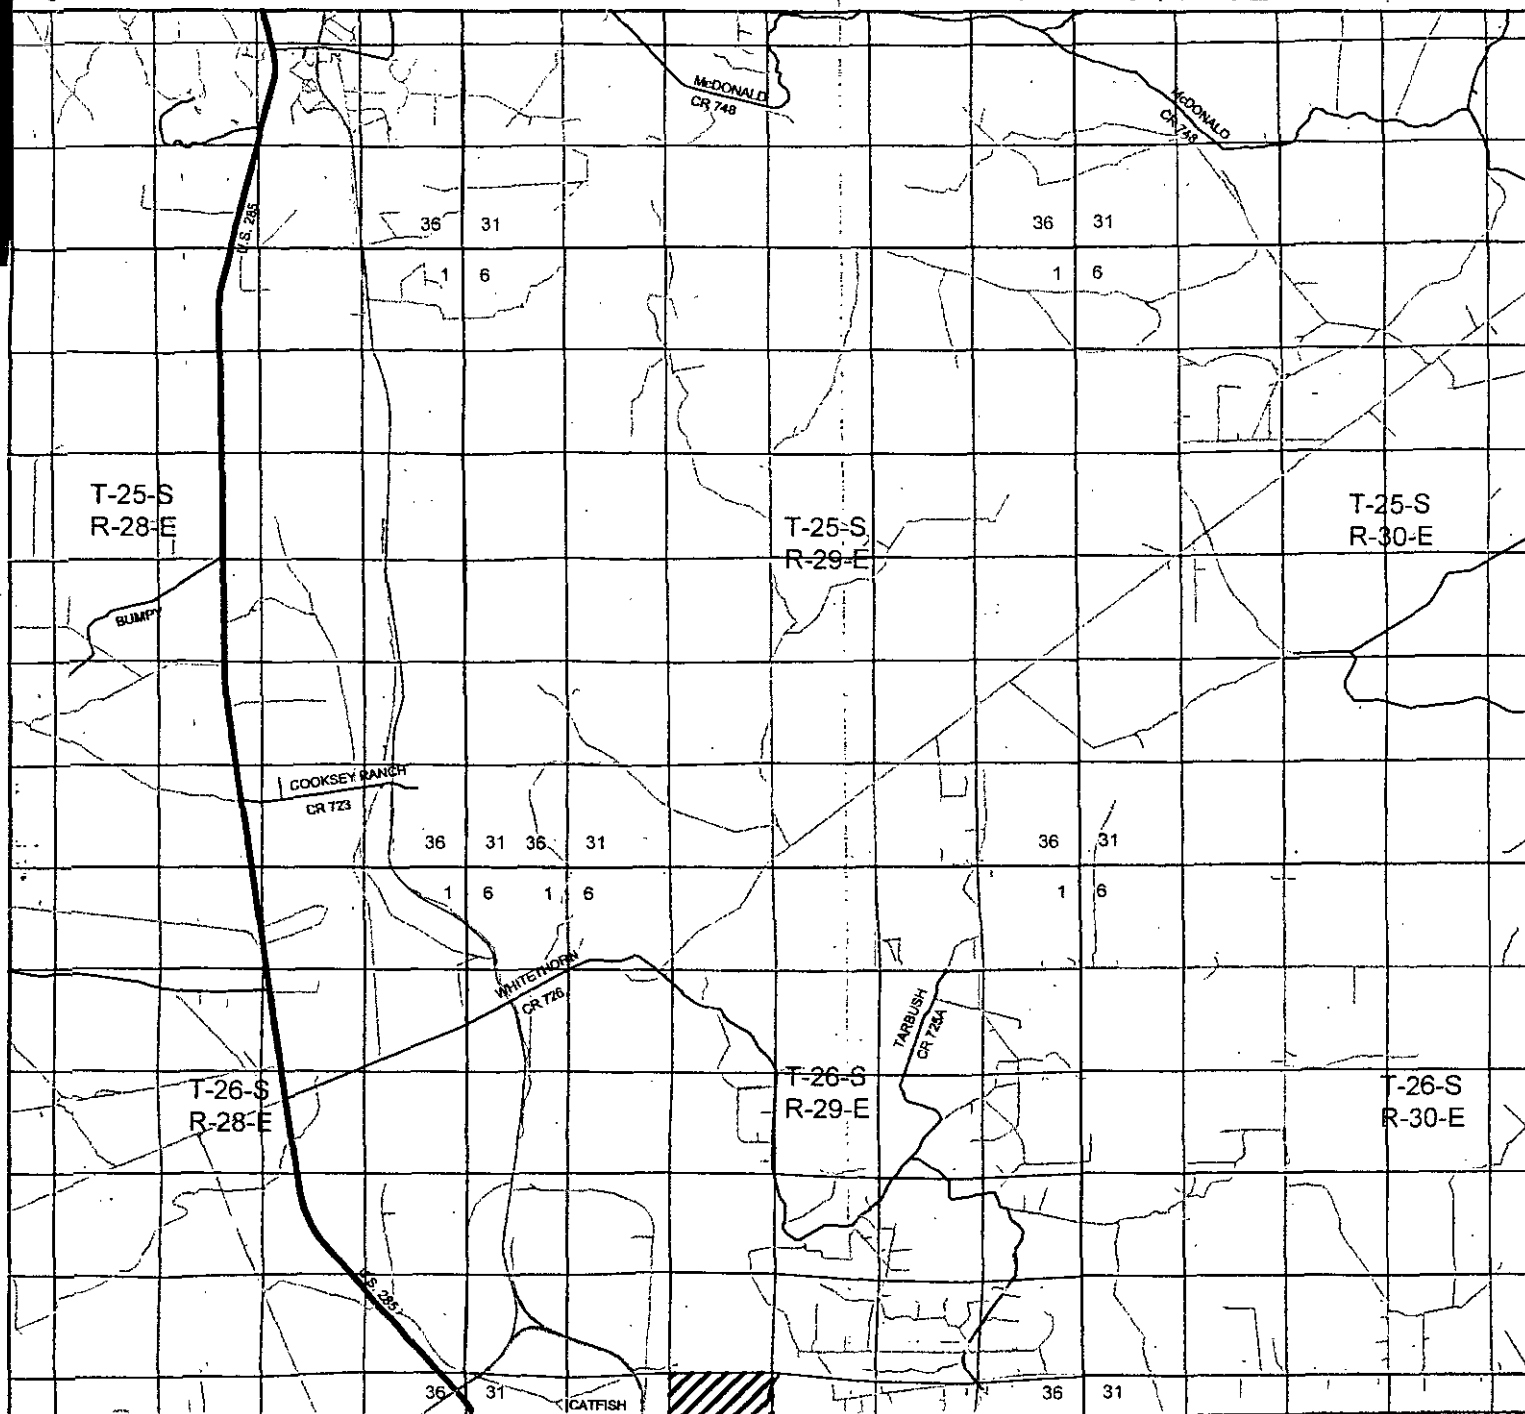 McDONALD
CR 748
McDONALD
CR 748
U.S. 285
36 31
36 31
1 6
1 6
T-25-S
R-28-E
T-25-S
R-29-E
T-25-S
R-30-E
BUMPY
COOKSEY RANCH
CR 723
36 31 36 31
36 31
1 6 1 6
1 6
WHITETHORN
CR 726
TARBUSH
CR 725A
T-26-S
R-28-E
T-26-S
R-29-E
T-26-S
R-30-E
U.S. 285
36 31
CATFISH
36 31